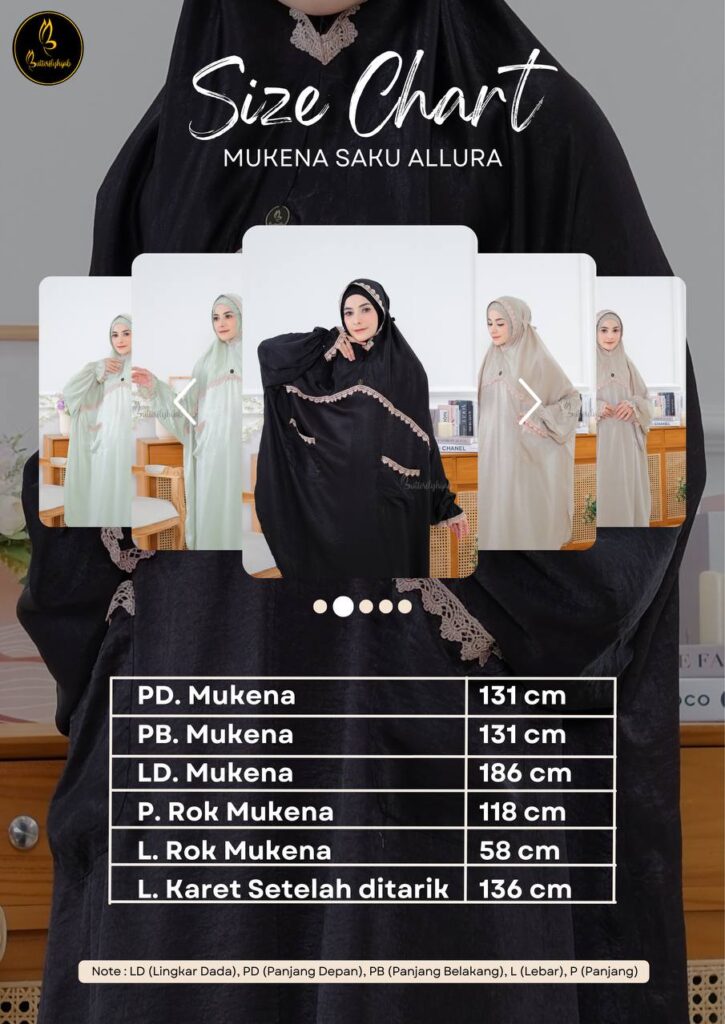 Butterflyhijab
Size Chart
MUKENA SAKU ALLURA
CHANEL
PD. Mukena 131 cm
PB. Mukena 131 cm
LD. Mukena 186 cm
P. Rok Mukena 118 cm
L. Rok Mukena 58 cm
L. Karet Setelah ditarik 136 cm
Note : LD (Lingkar Dada), PD (Panjang Depan), PB (Panjang Belakang), L (Lebar), P (Panjang)